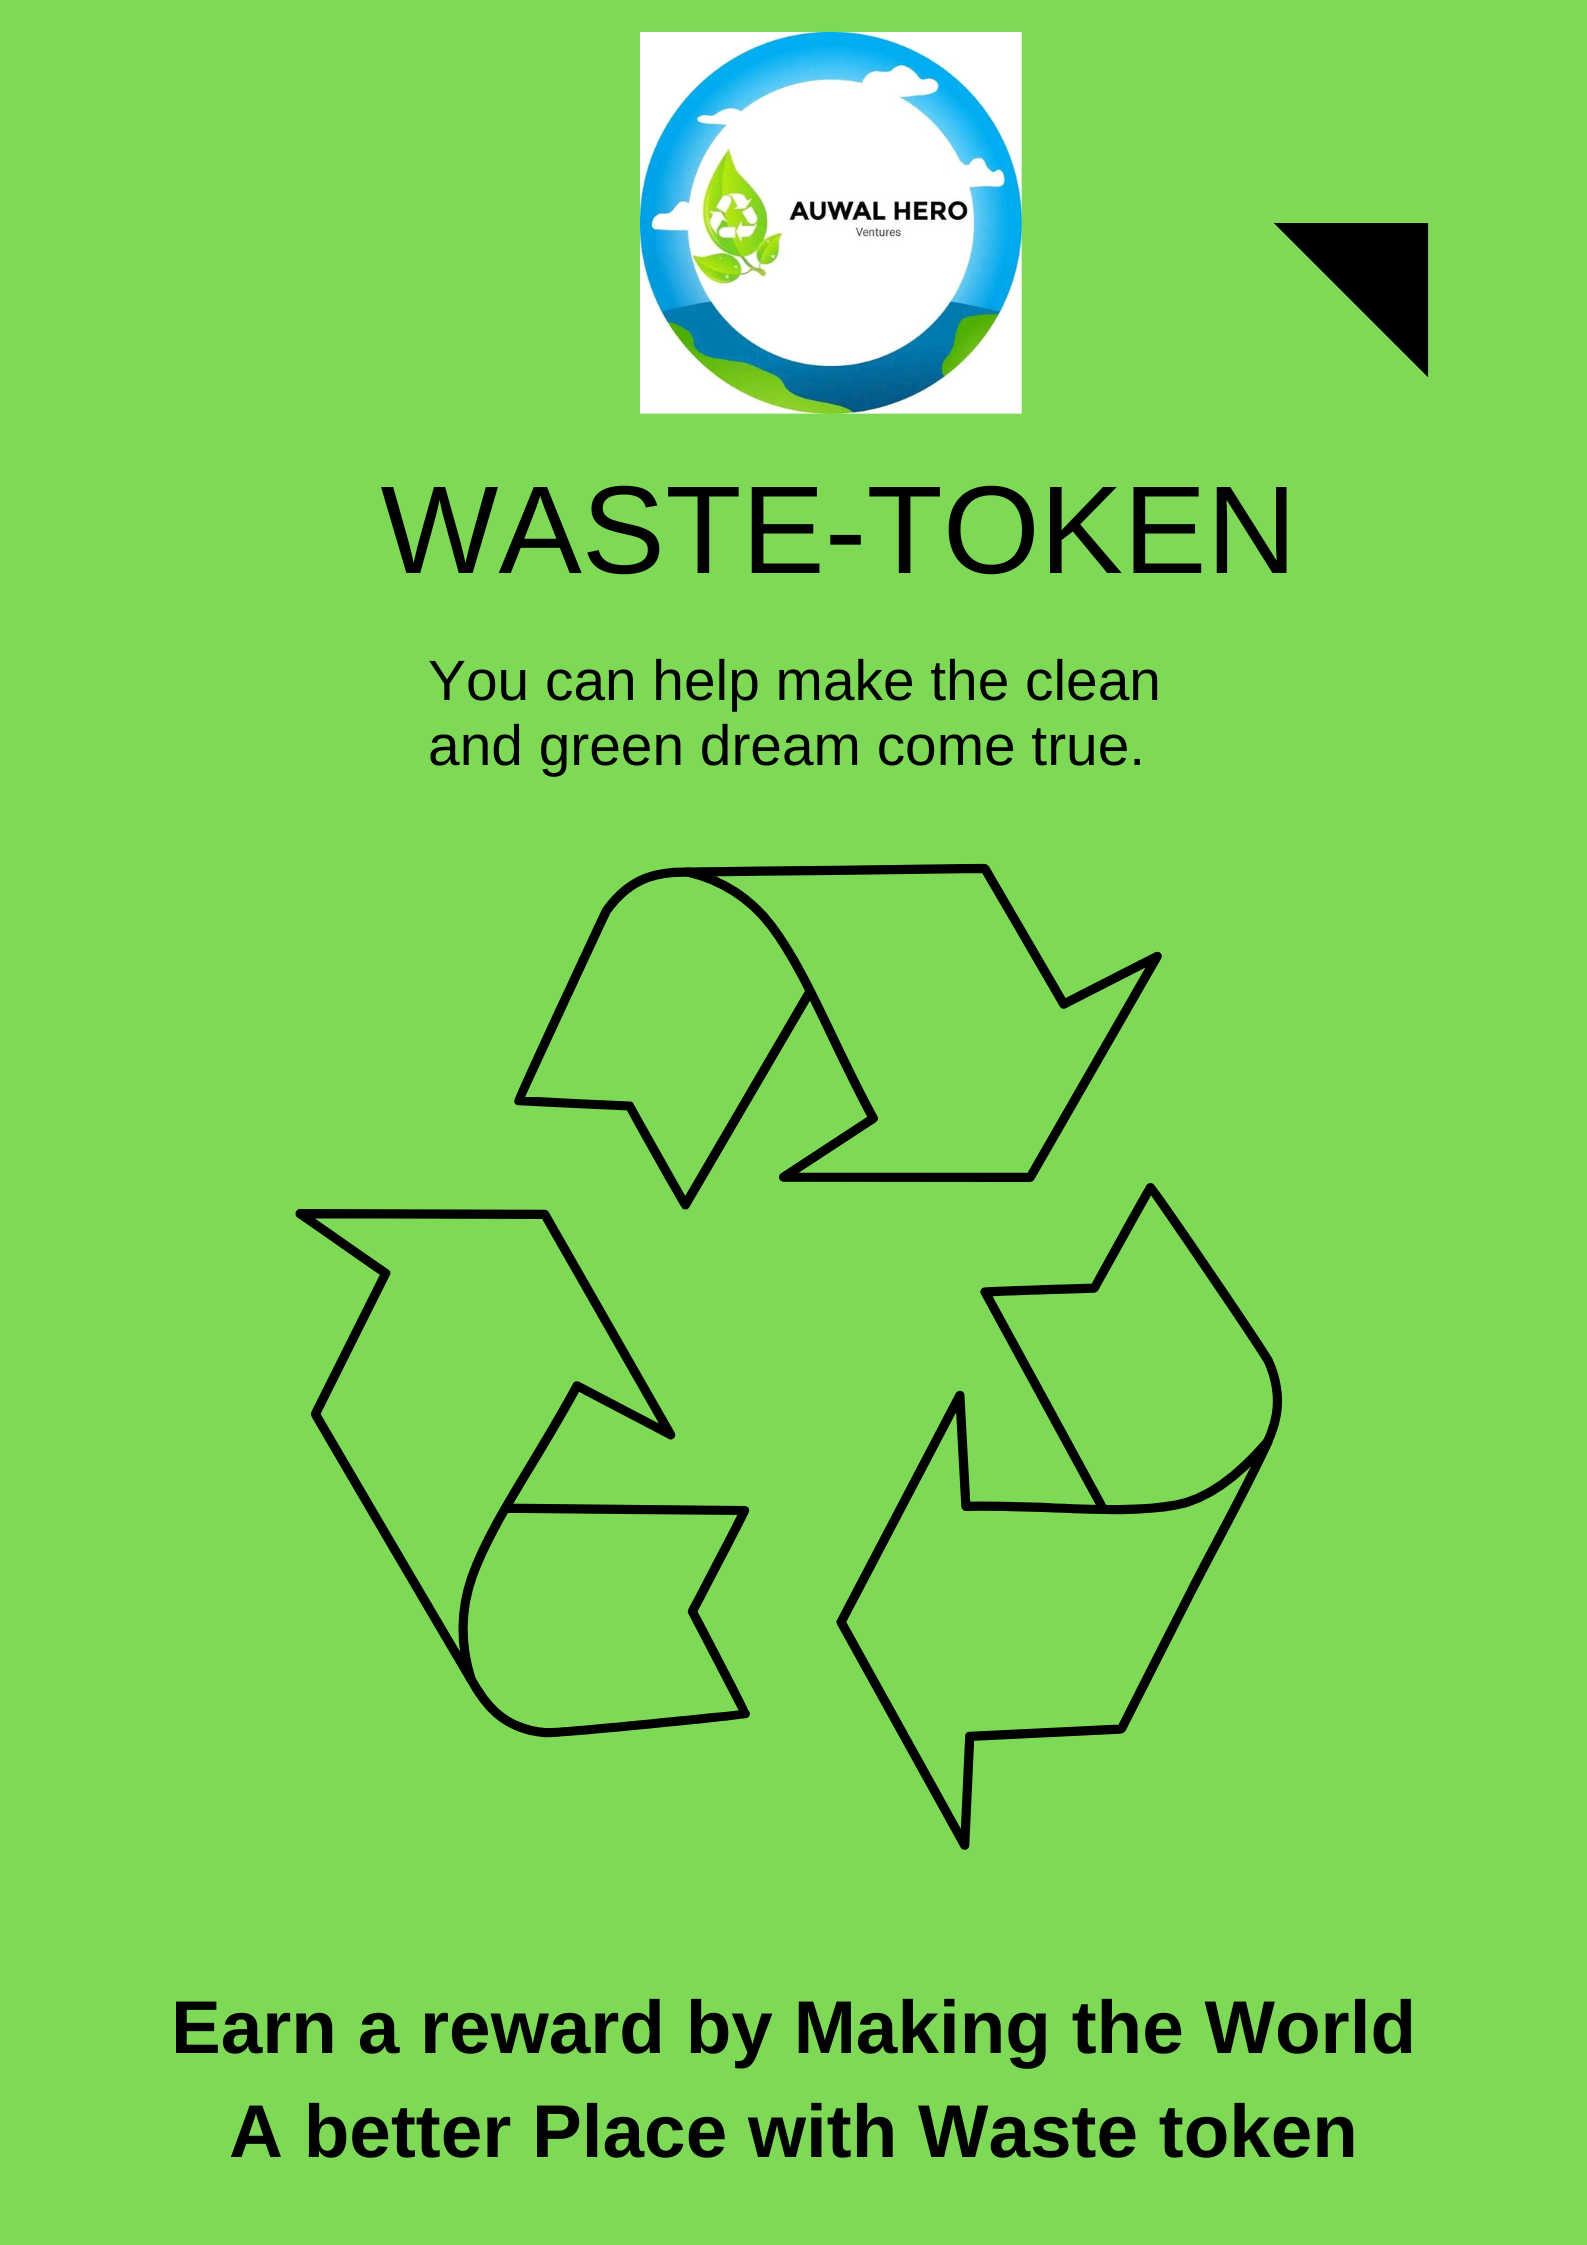 AUWAL HERO
Ventures
WASTE-TOKEN
You can help make the clean
and green dream come true.
Earn a reward by Making the World
A better Place with Waste token